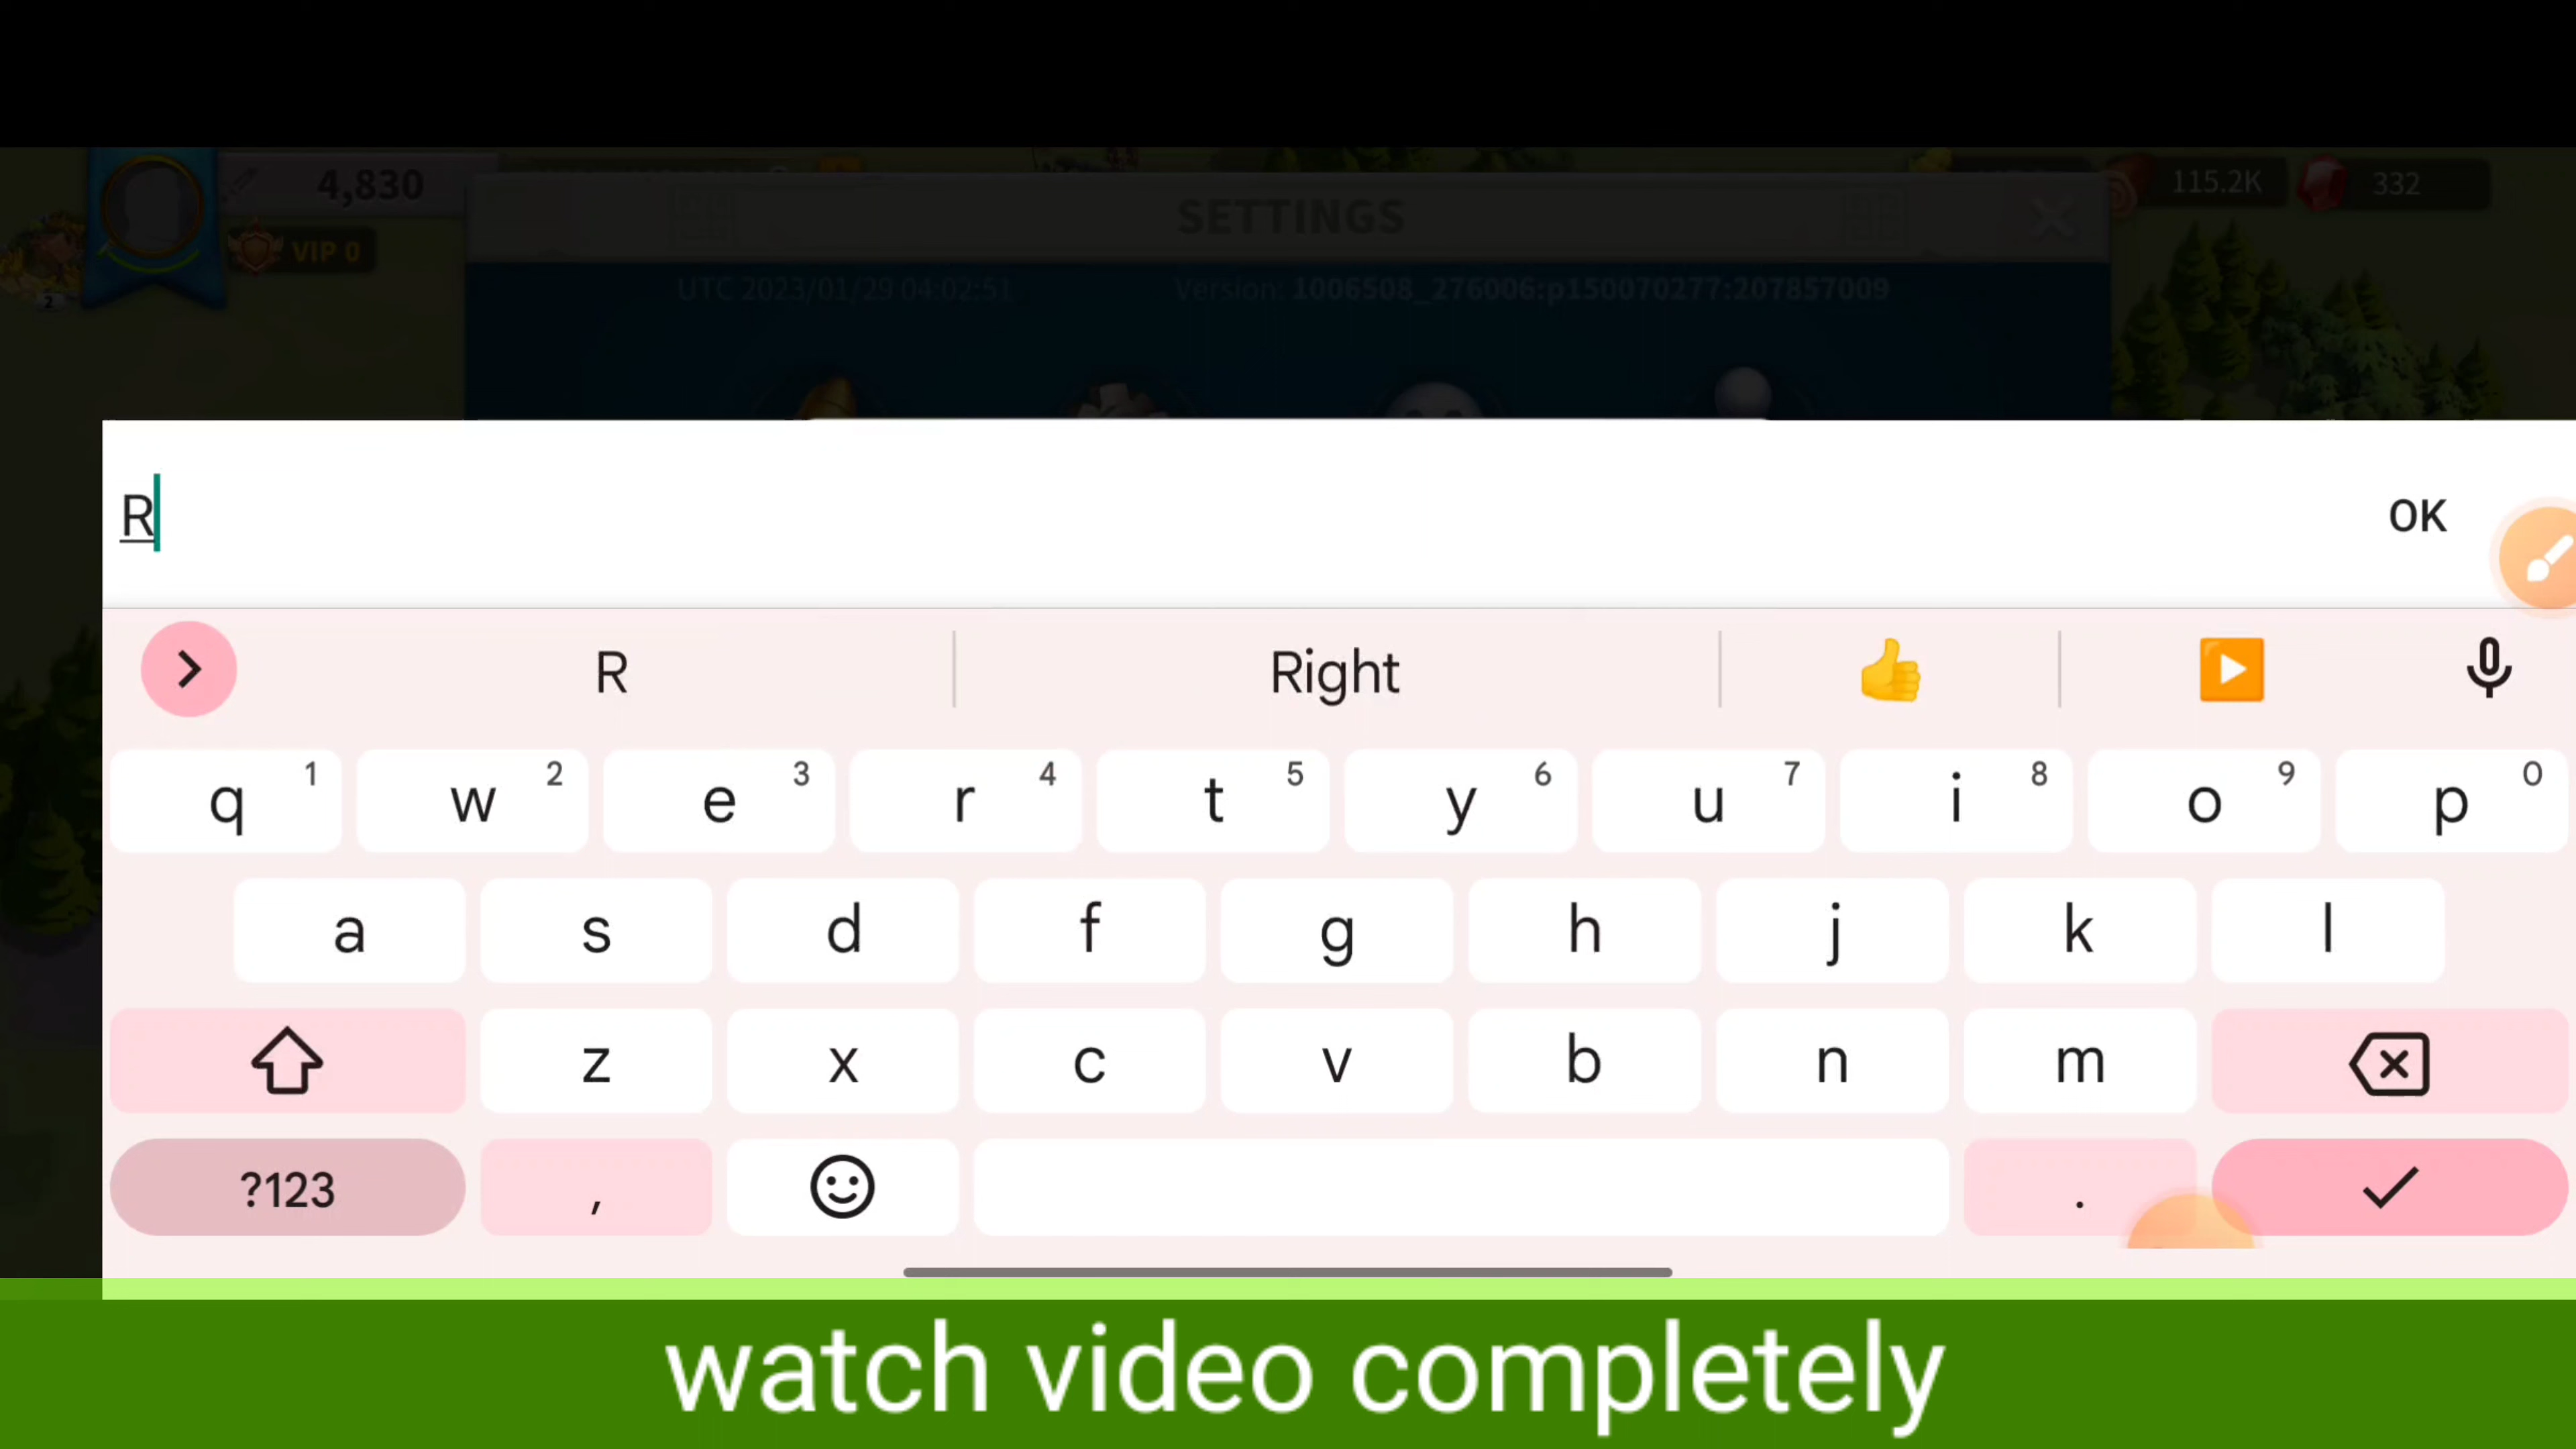 4,830
115.2K
332
SETTINGS
VIP 0
2
UTC 2023/01/29 04:02:51
Version: 1006508_276006:p150070277:207857009
R
OK
R
Right
q 1 w 2 e 3 r 4 t 5 y 6 u 7 i 8 o 9 p 0
a s d f g h j k l
z x c v b n m
?123 , .
watch video completely